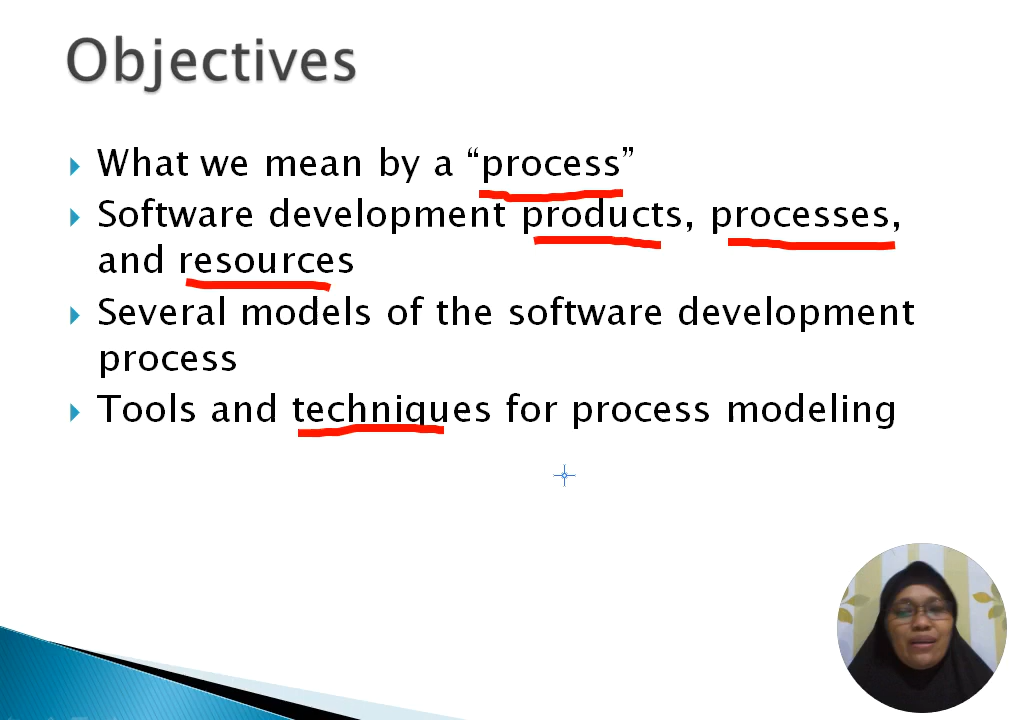 Objectives
What we mean by a “process”
Software development products, processes,
and resources
Several models of the software development
process
Tools and techniques for process modeling